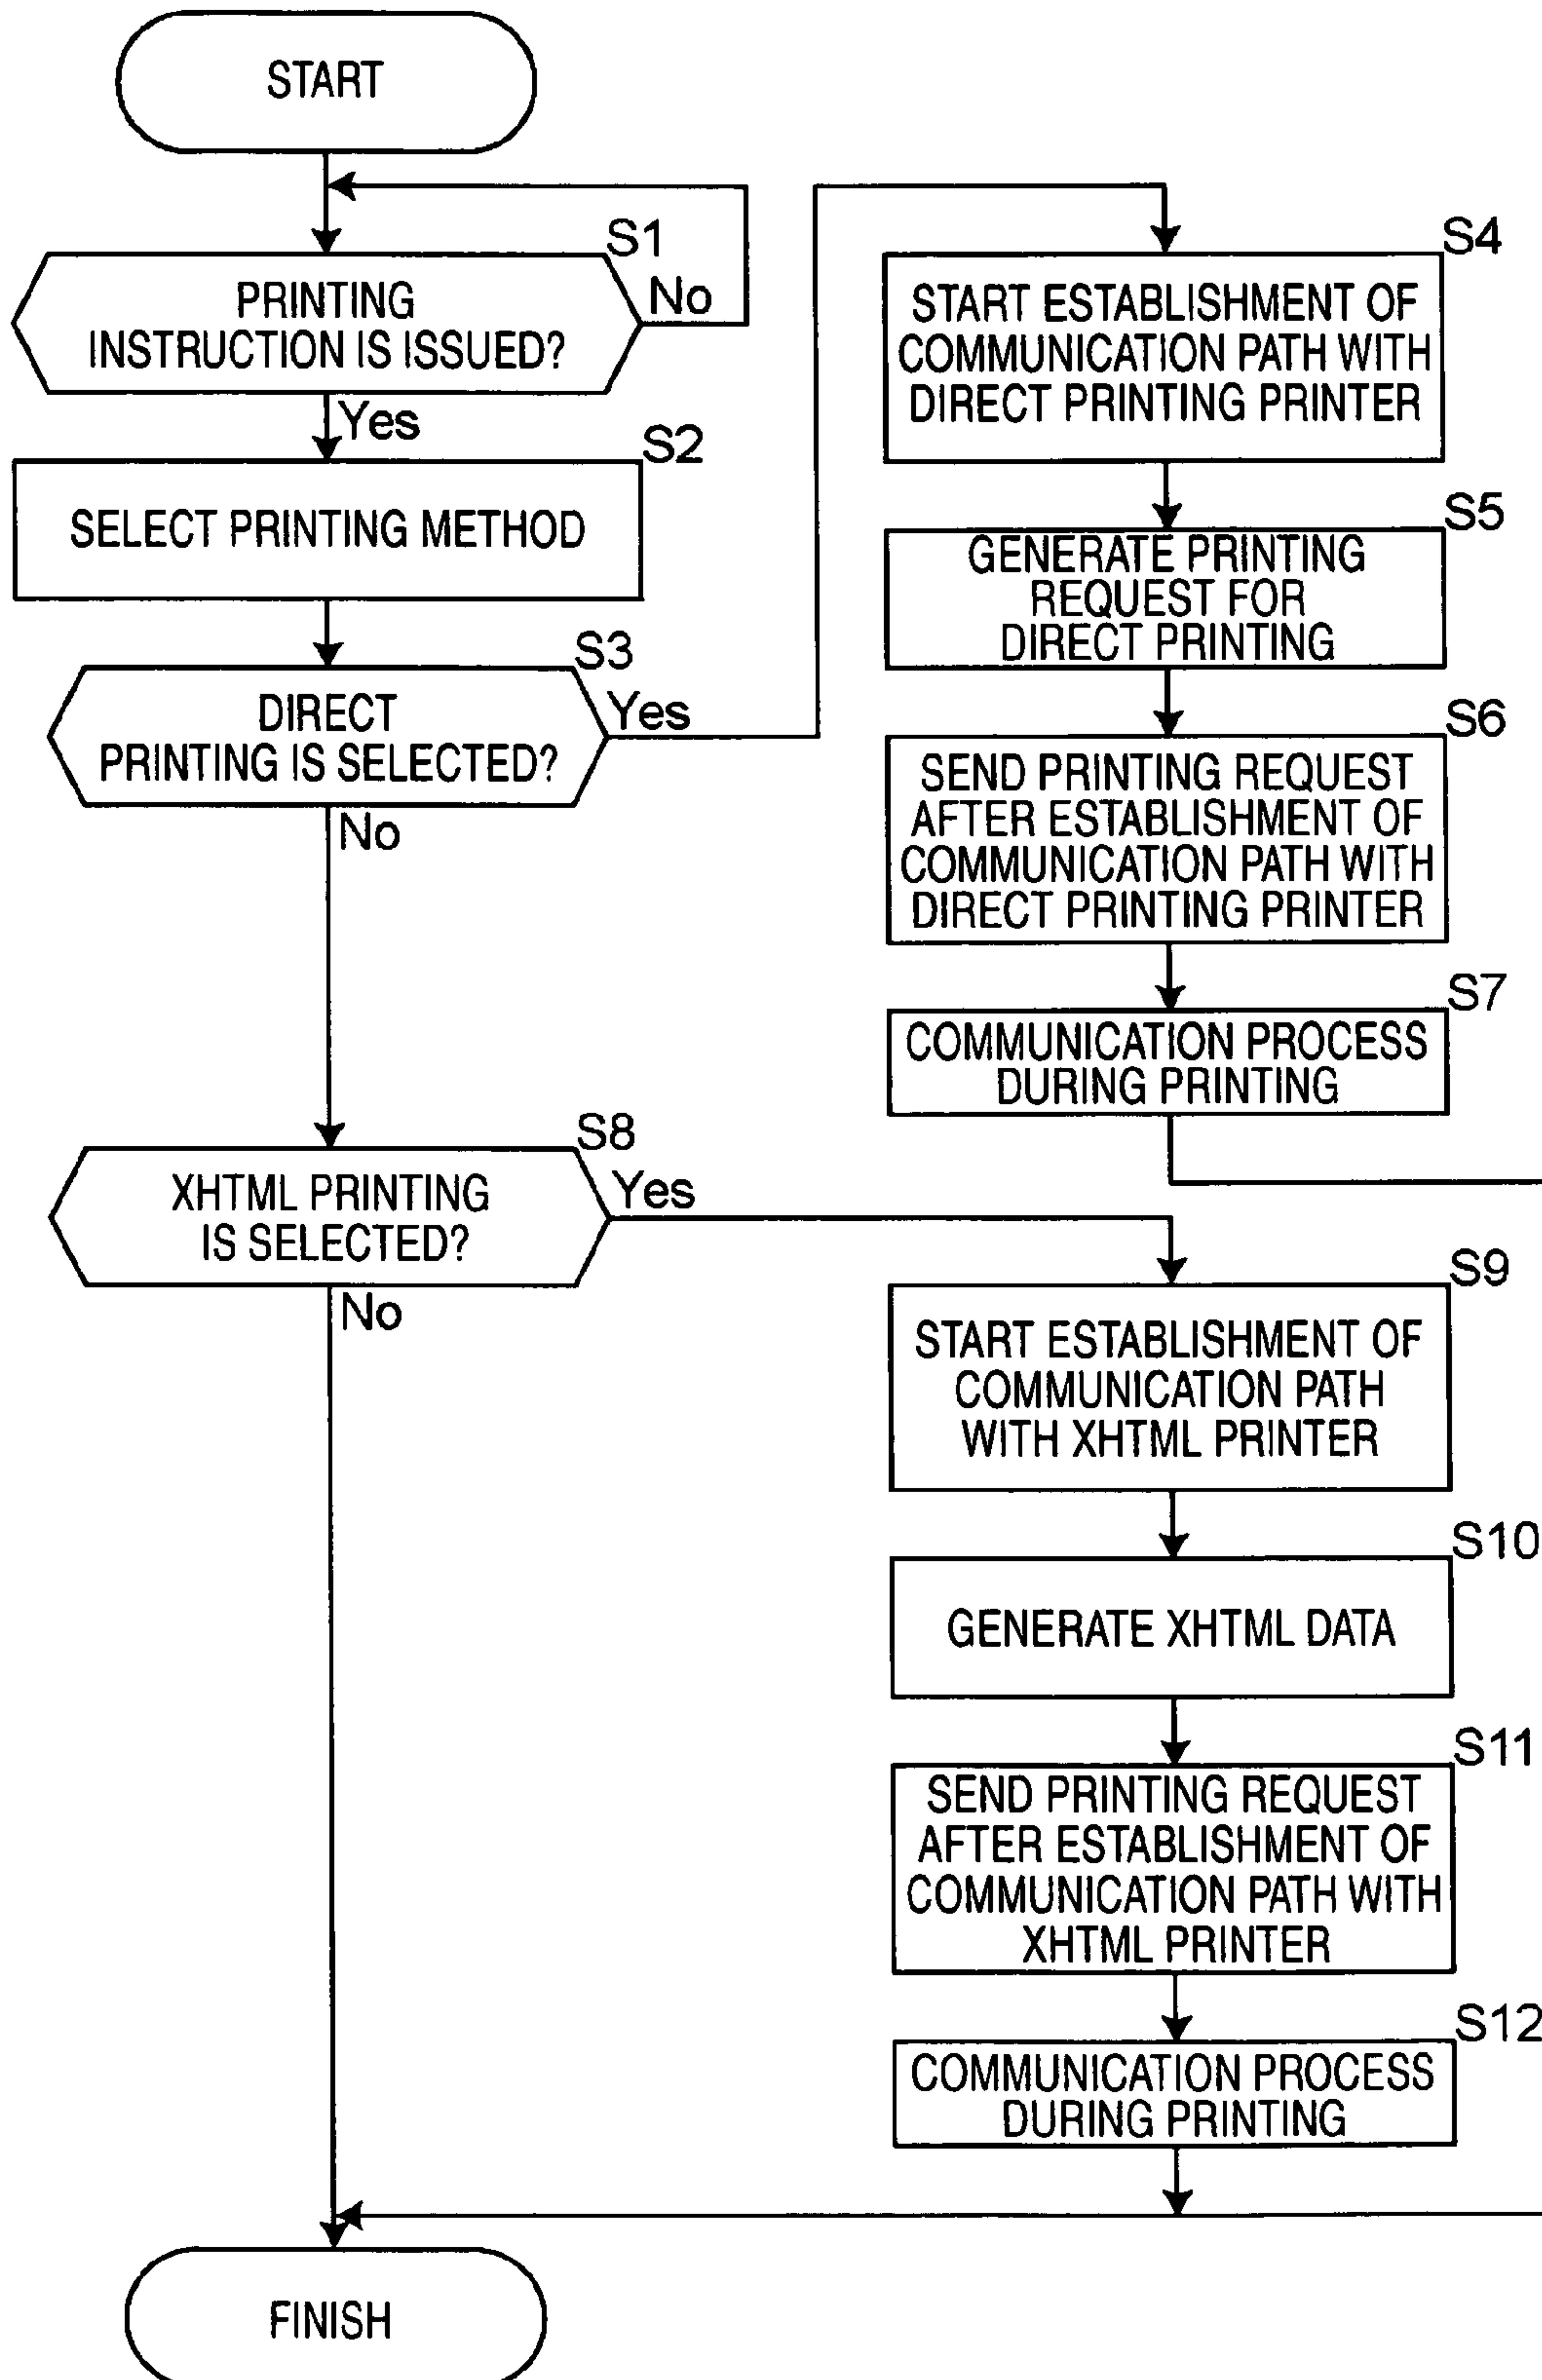 START
S1
PRINTING
INSTRUCTION IS ISSUED?
No
Yes
S2
SELECT PRINTING METHOD
S3
DIRECT
PRINTING IS SELECTED?
Yes
No
S4
START ESTABLISHMENT OF
COMMUNICATION PATH WITH
DIRECT PRINTING PRINTER
S5
GENERATE PRINTING
REQUEST FOR
DIRECT PRINTING
S6
SEND PRINTING REQUEST
AFTER ESTABLISHMENT OF
COMMUNICATION PATH WITH
DIRECT PRINTING PRINTER
S7
COMMUNICATION PROCESS
DURING PRINTING
S8
XHTML PRINTING
IS SELECTED?
Yes
No
S9
START ESTABLISHMENT OF
COMMUNICATION PATH
WITH XHTML PRINTER
S10
GENERATE XHTML DATA
S11
SEND PRINTING REQUEST
AFTER ESTABLISHMENT OF
COMMUNICATION PATH WITH
XHTML PRINTER
S12
COMMUNICATION PROCESS
DURING PRINTING
FINISH